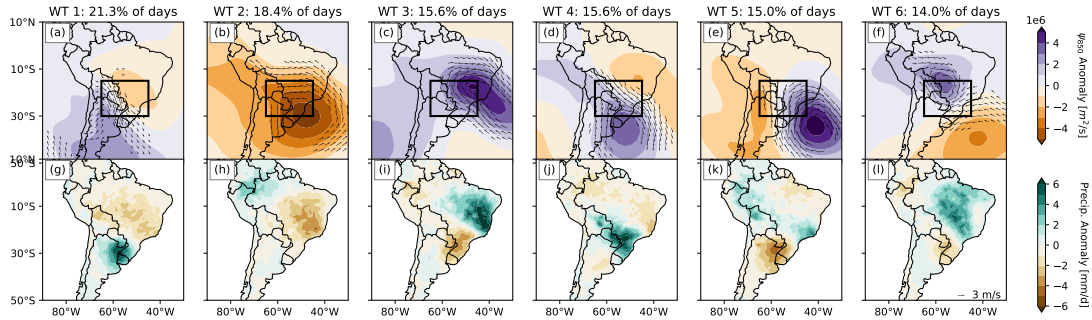 WT 1: 21.3% of days WT 2: 18.4% of days WT 3: 15.6% of days WT 4: 15.6% of days WT 5: 15.0% of days WT 6: 14.0% of days
10°N (a) (b) (c) (d) (e) (f) 1e6
10°S
30°S
50°S
4
2
0
−2
−4
ψ850 Anomaly [m²/s]
10°N (g) (h) (i) (j) (k) (l)
10°S
30°S
50°S
6
4
2
0
−2
−4
−6
Precip. Anomaly [mm/d]
→ 3 m/s
80°W 60°W 40°W 80°W 60°W 40°W 80°W 60°W 40°W 80°W 60°W 40°W 80°W 60°W 40°W 80°W 60°W 40°W